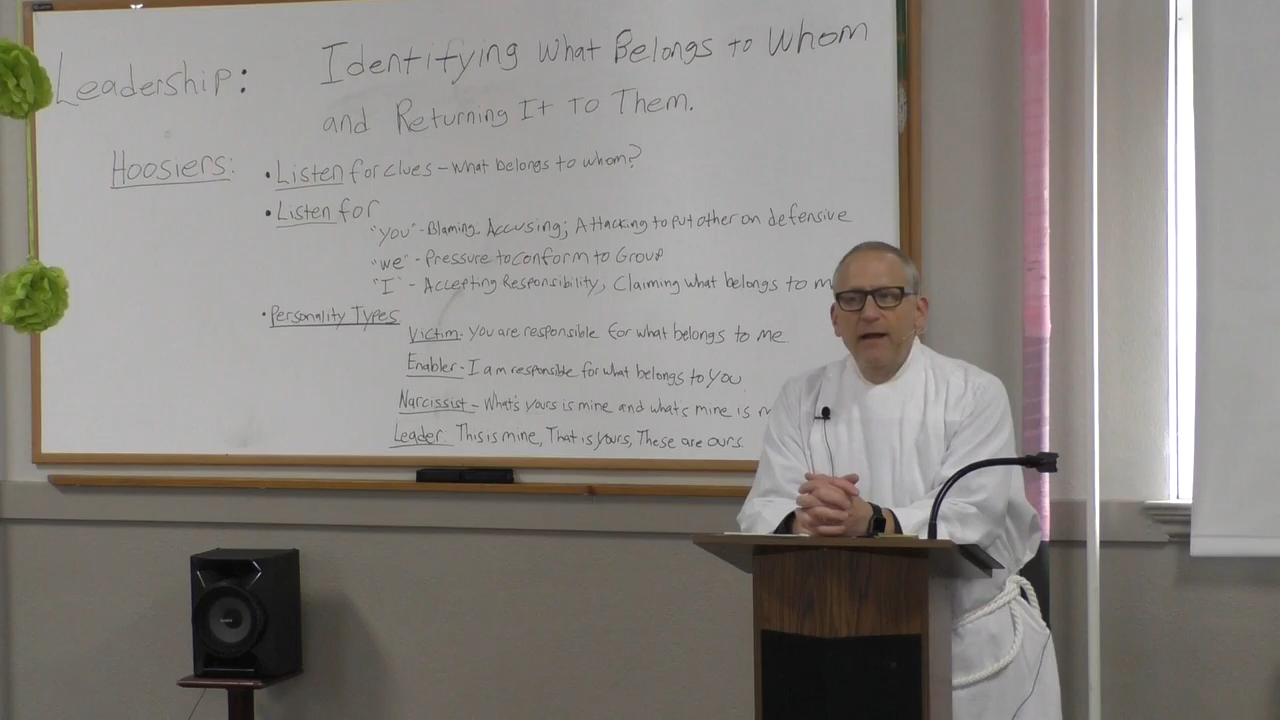 Leadership: Identifying What Belongs to Whom
and Returning It To Them.
Hoosiers: • Listen for clues – what belongs to whom?
• Listen for
"you" - Blaming: Accusing; Attacking to put other on defensive
"we" - Pressure to conform to Group
"I" - Accepting Responsibility, Claiming what belongs to m
• Personality Types
Victim - you are responsible for what belongs to me
Enabler - I am responsible for what belongs to you
Narcissist - What's yours is mine and what's mine is m
Leader This is mine, That is yours, These are ours.
SONY